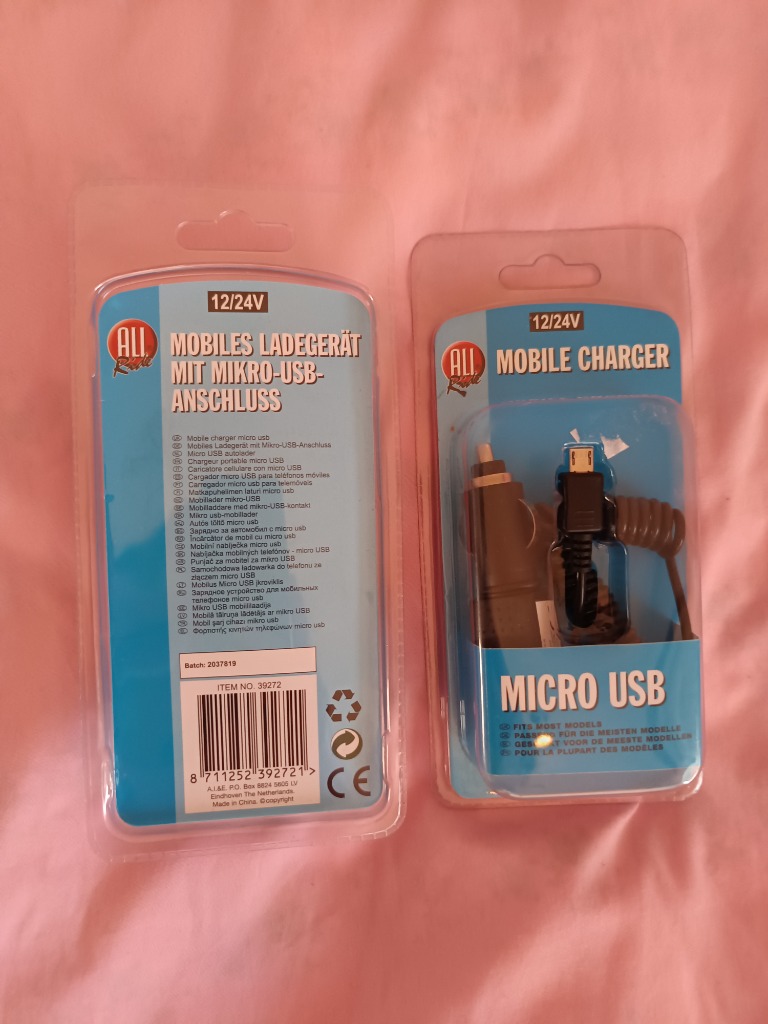 12/24V
ALL
Ride
MOBILES LADEGERÄT
MIT MIKRO-USB-
ANSCHLUSS
Mobile charger micro usb
Mobiles Ladegerät mit Mikro-USB-Anschluss
Micro USB autolader
Chargeur portable micro USB
Caricatore cellulare con micro USB
Cargador micro USB para teléfonos móviles
Carregador micro usb para telemóveis
Matkapuhelimen laturi micro usb
Mobillader mikro-USB
Mobilladdare med mikro-USB-kontakt
Mikro usb-mobillader
Autós töltő micro usb
Зарядно за автомобил с micro usb
Încărcător de mobil cu micro usb
Mobilní nabíječka micro usb
Nabíjačka mobilných telefónov - micro USB
Punjač za mobitel za mikro USB
Samochodowa ładowarka do telefonu ze
złączem micro USB
Mobilus Micro USB įkroviklis
Зарядное устройство для мобильных
телефонов micro usb
Mikro USB mobiililaadija
Mobilā tālruņa lādētājs ar mikro USB
Mobil şarj cihazı mikro usb
Φορτιστής κινητών τηλεφώνων micro usb
Batch: 2037819
ITEM NO. 39272
8 711252 392721 >
A.I.&E. P.O. Box 8824 5605 LV
Eindhoven The Netherlands.
Made in China. ©copyright
CE
12/24V
ALL
Ride
MOBILE CHARGER
MICRO USB
FITS MOST MODELS
PASSEND FÜR DIE MEISTEN MODELLE
GESCHIKT VOOR DE MEESTE MODELLEN
POUR LA PLUPART DES MODÈLES